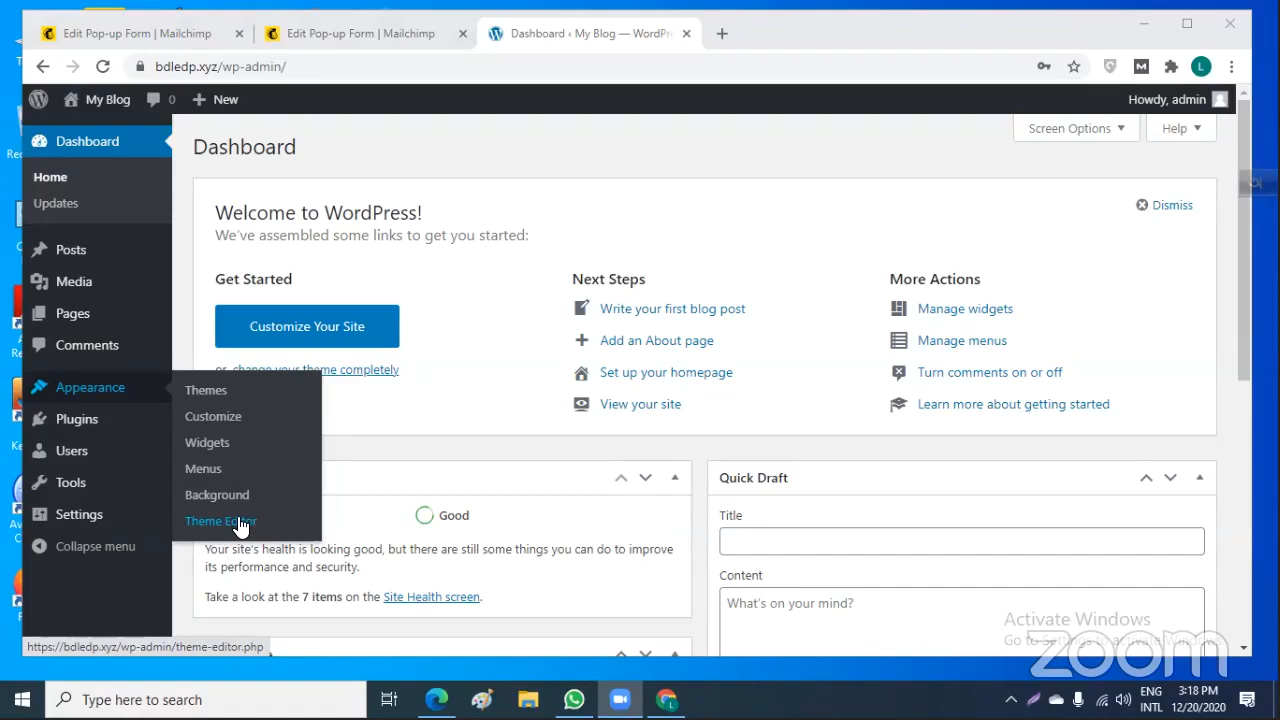 Edit Pop-up Form | Mailchimp
Edit Pop-up Form | Mailchimp
Dashboard ‹ My Blog — WordPre
bdledp.xyz/wp-admin/
L
My Blog
0
New
Howdy, admin
Dashboard
Home
Updates
Posts
Media
Pages
Comments
Appearance
Plugins
Users
Tools
Settings
Collapse menu
Themes
Customize
Widgets
Menus
Background
Theme Editor
Dashboard
Screen Options
Help
Welcome to WordPress!
We've assembled some links to get you started:
Dismiss
Get Started
Customize Your Site
or, change your theme completely
Next Steps
Write your first blog post
Add an About page
Set up your homepage
View your site
More Actions
Manage widgets
Manage menus
Turn comments on or off
Learn more about getting started
Good
Your site's health is looking good, but there are still some things you can do to improve
its performance and security.
Take a look at the 7 items on the Site Health screen.
Quick Draft
Title
Content
What's on your mind?
Activate Windows
Go to Settings to activate Windows.
zoom
https://bdledp.xyz/wp-admin/theme-editor.php
Type here to search
ENG
INTL
3:18 PM
12/20/2020